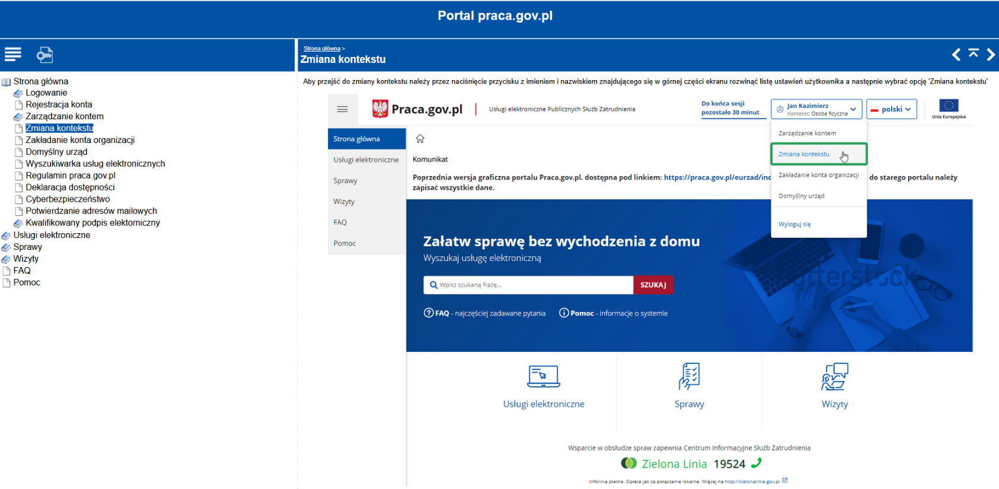 Portal praca.gov.pl
Strona główna >
Zmiana kontekstu
Strona główna
Logowanie
Rejestracja konta
Zarządzanie kontem
Zmiana kontekstu
Zakładanie konta organizacji
Domyślny urząd
Wyszukiwarka usług elektronicznych
Regulamin praca.gov.pl
Deklaracja dostępności
Cyberbezpieczeństwo
Potwierdzanie adresów mailowych
Kwalifikowany podpis elektorniczny
Usługi elektroniczne
Sprawy
Wizyty
FAQ
Pomoc
Aby przejść do zmiany kontekstu należy przez naciśnięcie przycisku z imieniem i nazwiskiem znajdującego się w górnej części ekranu rozwinąć listę ustawień użytkownika a następnie wybrać opcję 'Zmiana kontekstu'
Praca.gov.pl
Usługi elektroniczne Publicznych Służb Zatrudnienia
Do końca sesji
pozostało 30 minut
Jan Kazimierz
Kontekst: Osoba fizyczna
polski
Unia Europejska
Zarządzanie kontem
Zmiana kontekstu
Zakładanie konta organizacji
Domyślny urząd
Wyloguj się
Strona główna
Usługi elektroniczne
Sprawy
Wizyty
FAQ
Pomoc
Komunikat
Poprzednia wersja graficzna portalu Praca.gov.pl. dostępna pod linkiem: https://praca.gov.pl/eurzad/ind do starego portalu należy
zapisać wszystkie dane.
Załatw sprawę bez wychodzenia z domu
Wyszukaj usługę elektroniczną
Wpisz szukaną frazę...
SZUKAJ
FAQ - najczęściej zadawane pytania
Pomoc - informacje o systemie
Usługi elektroniczne
Sprawy
Wizyty
Wsparcie w obsłudze spraw zapewnia Centrum Informacyjne Służb Zatrudnienia
Zielona Linia 19524
Infolinia płatna. Opłata jak za połączenie lokalne. Więcej na http://zielonalinia.gov.pl